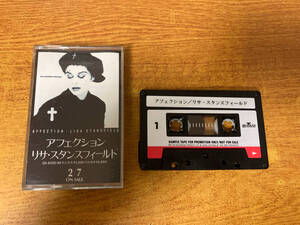 AFFECTION・LISA STANSFIELD
アフェクション
リサ・スタンスフィールド
2 7
ON SALE
アフェクション/リサ・スタンスフィールド
1
SAMPLE TAPE FOR PROMOTION ONLY/NOT FOR SALE